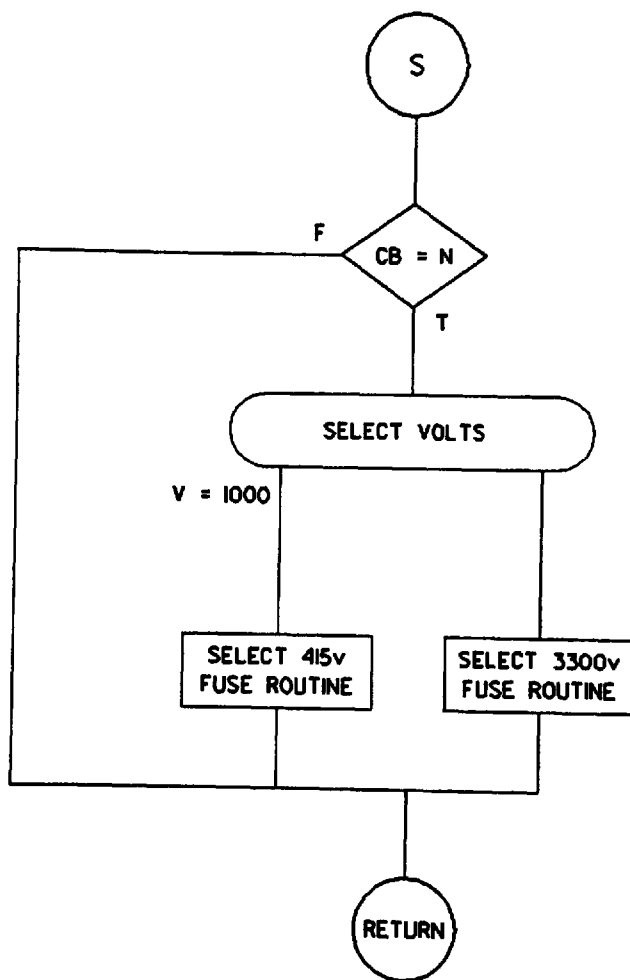 S
F
CB = N
T
SELECT VOLTS
V = 1000
SELECT 415v
FUSE ROUTINE
SELECT 3300v
FUSE ROUTINE
RETURN